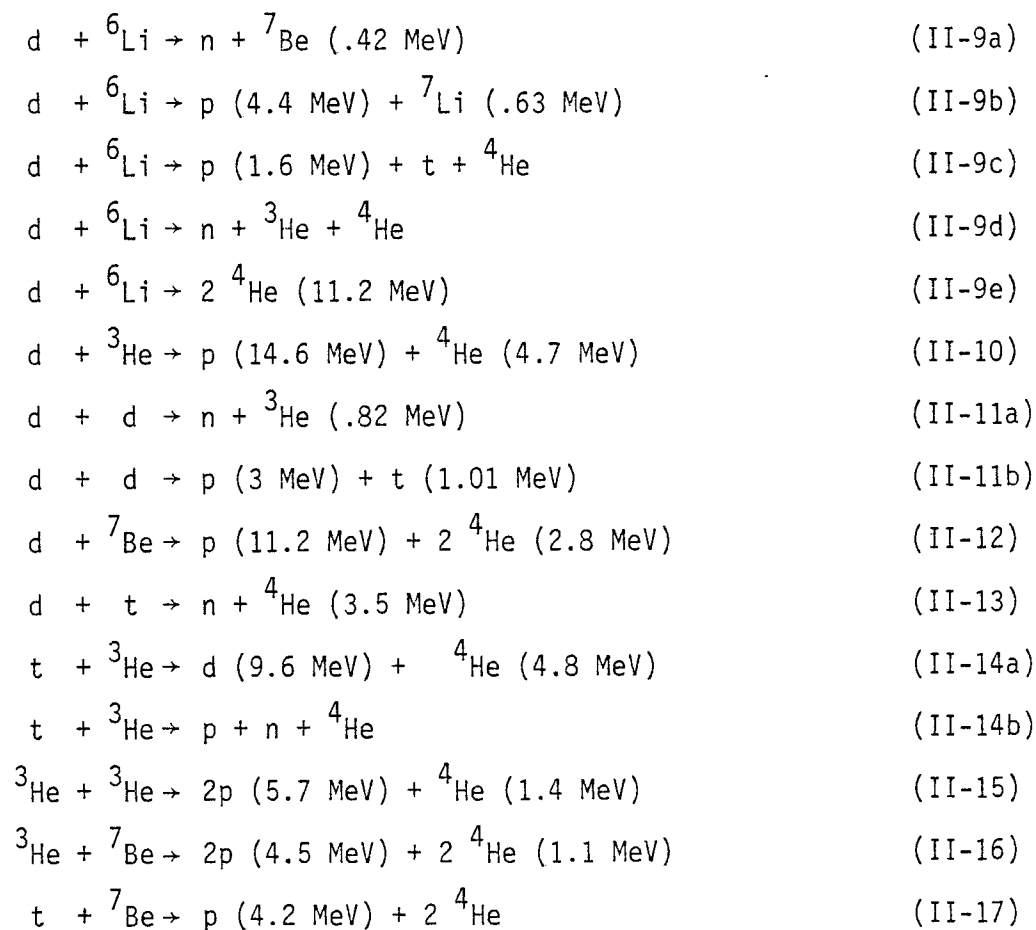 d + ⁶Li → n + ⁷Be (.42 MeV) (II-9a)
d + ⁶Li → p (4.4 MeV) + ⁷Li (.63 MeV) (II-9b)
d + ⁶Li → p (1.6 MeV) + t + ⁴He (II-9c)
d + ⁶Li → n + ³He + ⁴He (II-9d)
d + ⁶Li → 2 ⁴He (11.2 MeV) (II-9e)
d + ³He → p (14.6 MeV) + ⁴He (4.7 MeV) (II-10)
d + d → n + ³He (.82 MeV) (II-11a)
d + d → p (3 MeV) + t (1.01 MeV) (II-11b)
d + ⁷Be → p (11.2 MeV) + 2 ⁴He (2.8 MeV) (II-12)
d + t → n + ⁴He (3.5 MeV) (II-13)
t + ³He → d (9.6 MeV) + ⁴He (4.8 MeV) (II-14a)
t + ³He → p + n + ⁴He (II-14b)
³He + ³He → 2p (5.7 MeV) + ⁴He (1.4 MeV) (II-15)
³He + ⁷Be → 2p (4.5 MeV) + 2 ⁴He (1.1 MeV) (II-16)
t + ⁷Be → p (4.2 MeV) + 2 ⁴He (II-17)